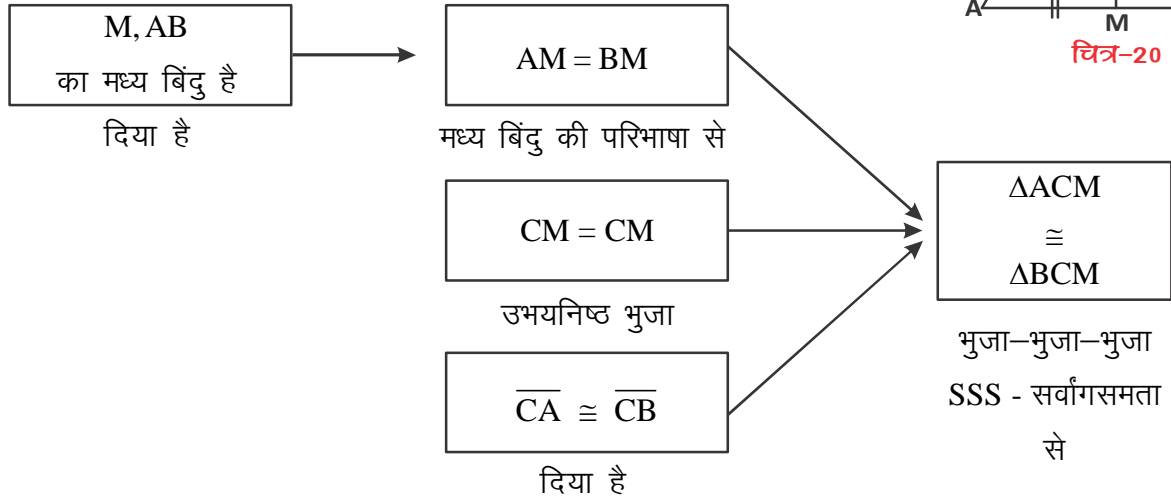 A
M
चित्र–20
M, AB
का मध्य बिंदु है
दिया है
AM = BM
मध्य बिंदु की परिभाषा से
CM = CM
उभयनिष्ठ भुजा
CA ≅ CB
दिया है
ΔACM
≅
ΔBCM
भुजा–भुजा–भुजा
SSS - सर्वांगसमता
से